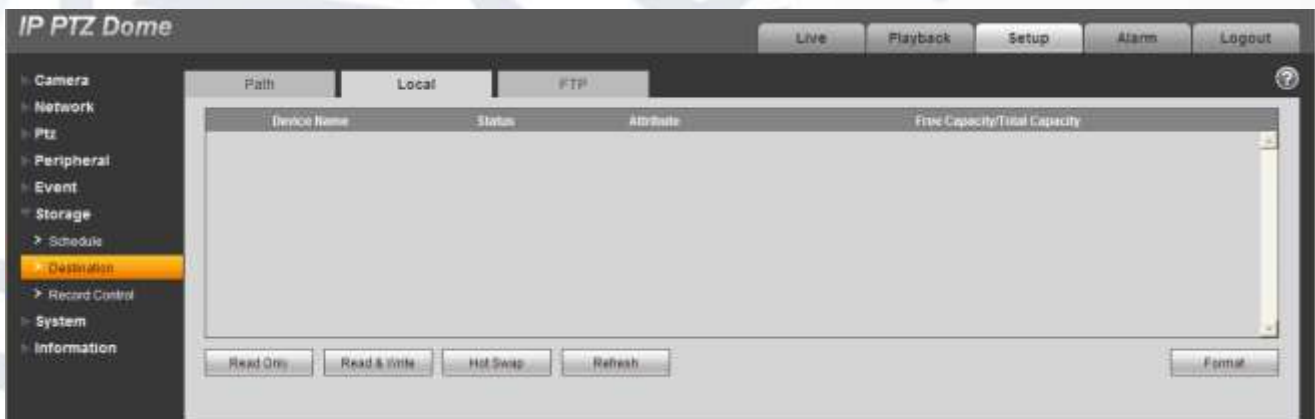 IP PTZ Dome
Live Playback Setup Alarm Logout
Camera
Network
Ptz
Peripheral
Event
Storage
Schedule
Destination
Record Control
System
Information
Path Local FTP
?
Device Name Status Attribute Free Capacity/Total Capacity
Read Only Read & Write Hot Swap Refresh Format